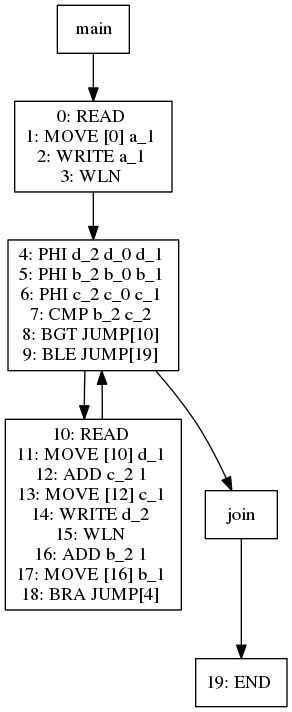 main
0: READ
1: MOVE [0] a_1
2: WRITE a_1
3: WLN
4: PHI d_2 d_0 d_1
5: PHI b_2 b_0 b_1
6: PHI c_2 c_0 c_1
7: CMP b_2 c_2
8: BGT JUMP[10]
9: BLE JUMP[19]
10: READ
11: MOVE [10] d_1
12: ADD c_2 1
13: MOVE [12] c_1
14: WRITE d_2
15: WLN
16: ADD b_2 1
17: MOVE [16] b_1
18: BRA JUMP[4]
join
19: END